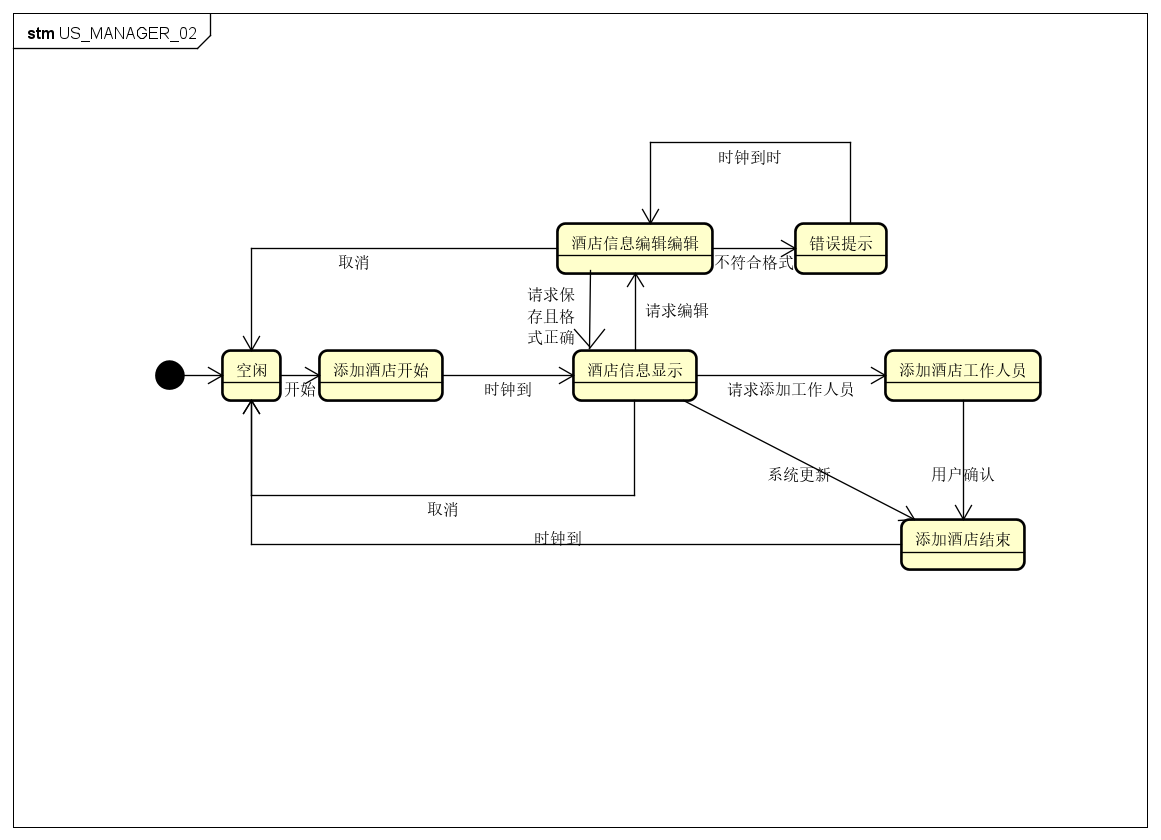 stm US_MANAGER_02
时钟到时
酒店信息编辑编辑
错误提示
取消
不符合格式
请求保
存且格
式正确
请求编辑
空闲
添加酒店开始
酒店信息显示
添加酒店工作人员
开始
时钟到
请求添加工作人员
系统更新
用户确认
取消
时钟到
添加酒店结束